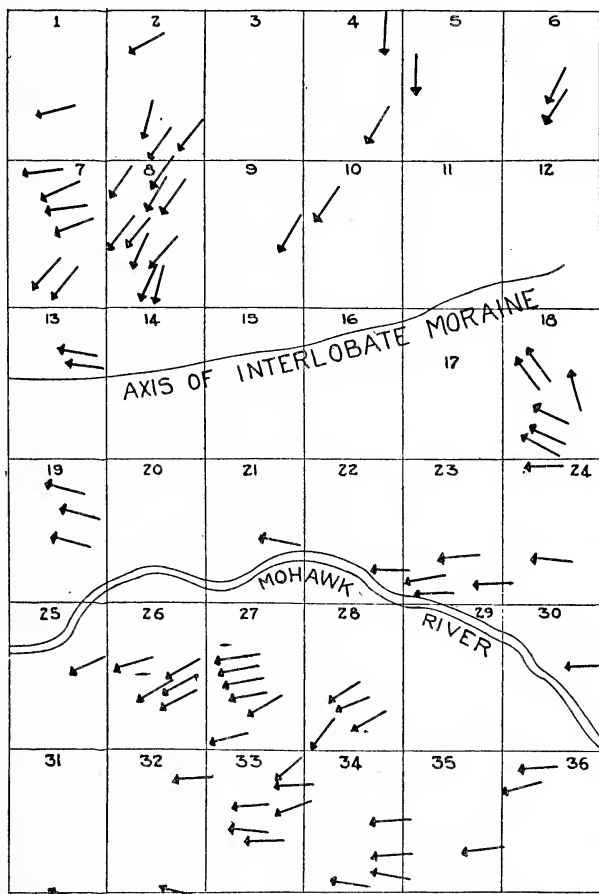 1 2 3 4 5 6
7 8 9 10 11 12
13 14 15 16 17 18
AXIS OF INTERLOBATE MORAINE
19 20 21 22 23 24
MOHAWK RIVER
25 26 27 28 29 30
31 32 33 34 35 36